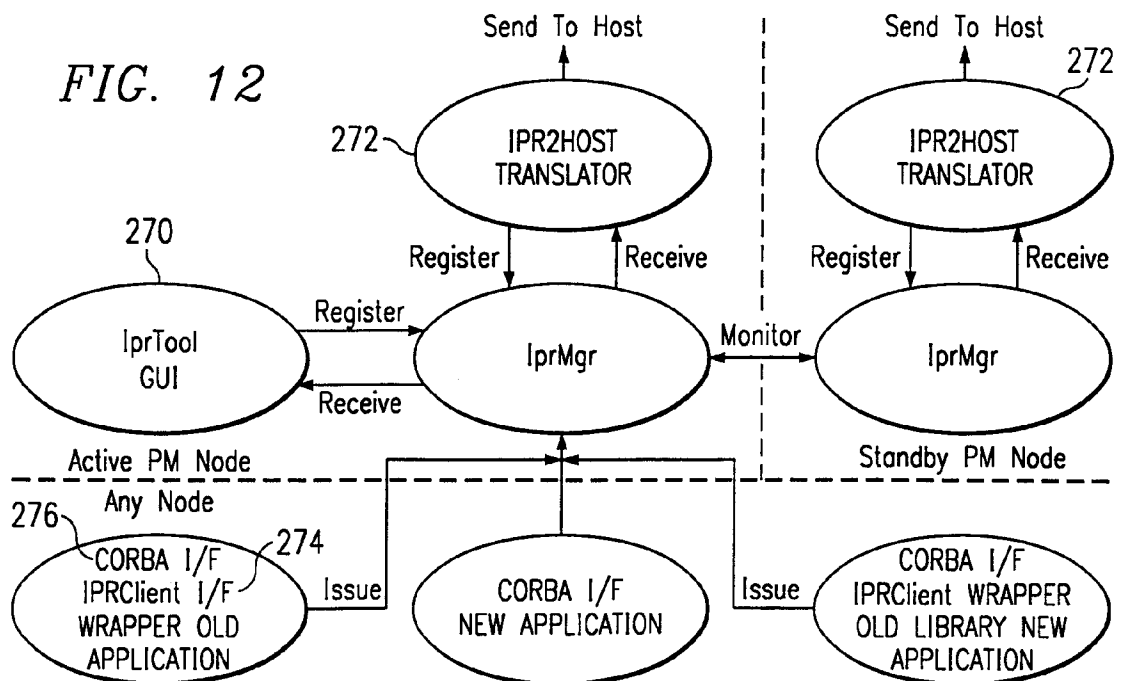 FIG. 12
Send To Host
Send To Host
272
IPR2HOST
TRANSLATOR
272
IPR2HOST
TRANSLATOR
Register
Receive
Register
Receive
270
IprTool
GUI
Register
Receive
IprMgr
Monitor
IprMgr
Active PM Node
Standby PM Node
Any Node
276
CORBA I/F
274
IPRClient I/F
WRAPPER OLD
APPLICATION
Issue
CORBA I/F
NEW APPLICATION
Issue
CORBA I/F
IPRClient WRAPPER
OLD LIBRARY NEW
APPLICATION